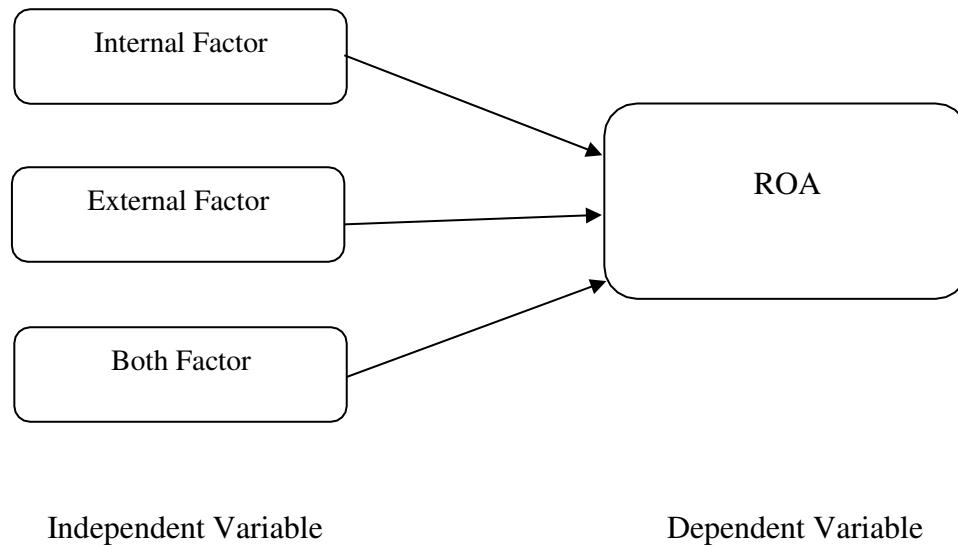 Internal Factor
ROA
External Factor
Both Factor
Independent Variable
Dependent Variable